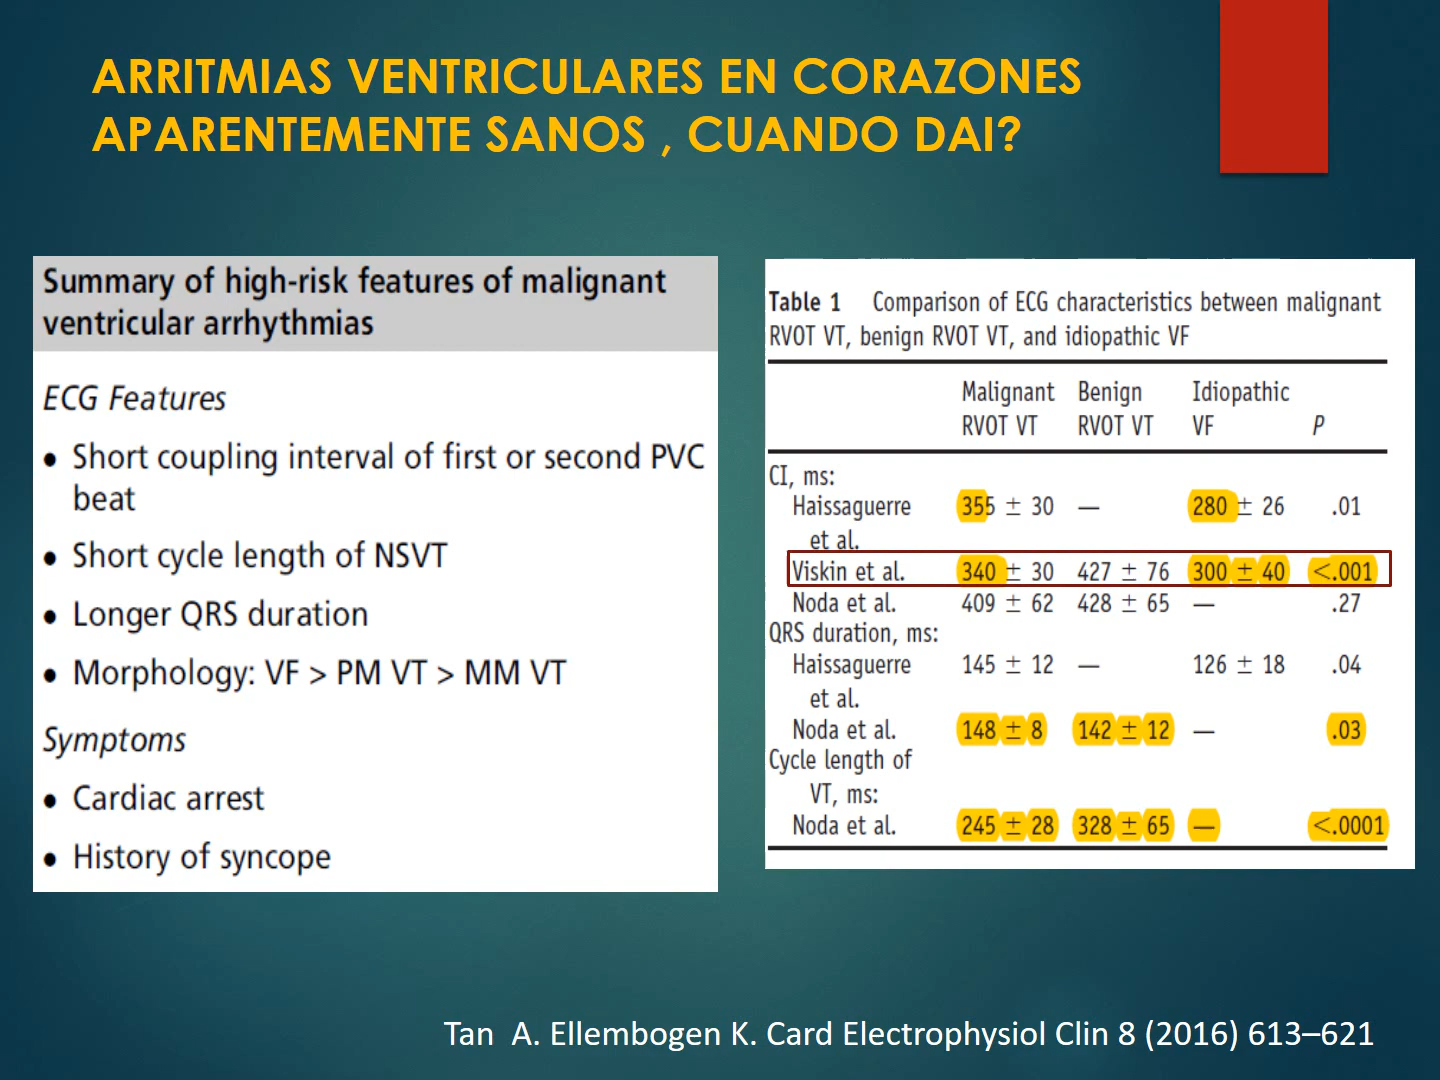 ARRITMIAS VENTRICULARES EN CORAZONES
APARENTEMENTE SANOS , CUANDO DAI?
Summary of high-risk features of malignant
ventricular arrhythmias
ECG Features
• Short coupling interval of first or second PVC
beat
• Short cycle length of NSVT
• Longer QRS duration
• Morphology: VF > PM VT > MM VT
Symptoms
• Cardiac arrest
• History of syncope
Table 1 Comparison of ECG characteristics between malignant
RVOT VT, benign RVOT VT, and idiopathic VF
Malignant Benign Idiopathic
RVOT VT RVOT VT VF P
CI, ms:
Haissaguerre 355 ± 30 — 280 ± 26 .01
et al.
Viskin et al. 340 ± 30 427 ± 76 300 ± 40 <.001
Noda et al. 409 ± 62 428 ± 65 — .27
QRS duration, ms:
Haissaguerre 145 ± 12 — 126 ± 18 .04
et al.
Noda et al. 148 ± 8 142 ± 12 — .03
Cycle length of
VT, ms:
Noda et al. 245 ± 28 328 ± 65 — <.0001
Tan A. Ellembogen K. Card Electrophysiol Clin 8 (2016) 613–621